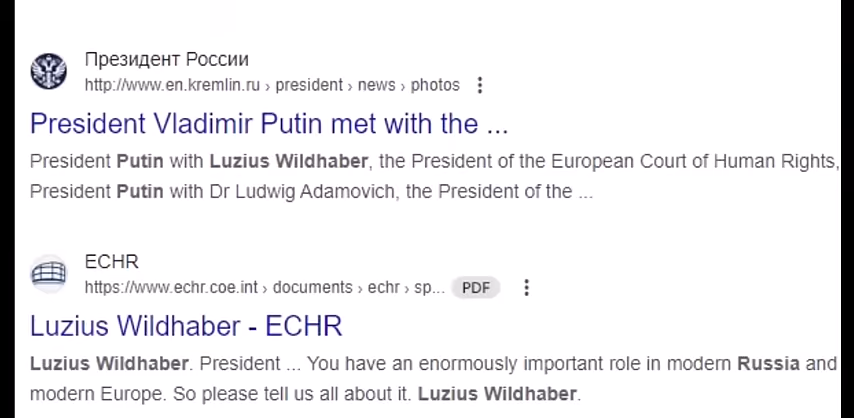 Президент России
http://www.en.kremlin.ru › president › news › photos
President Vladimir Putin met with the ...
President Putin with Luzius Wildhaber, the President of the European Court of Human Rights,
President Putin with Dr Ludwig Adamovich, the President of the ...
ECHR
https://www.echr.coe.int › documents › echr › sp... PDF
Luzius Wildhaber - ECHR
Luzius Wildhaber. President ... You have an enormously important role in modern Russia and
modern Europe. So please tell us all about it. Luzius Wildhaber.